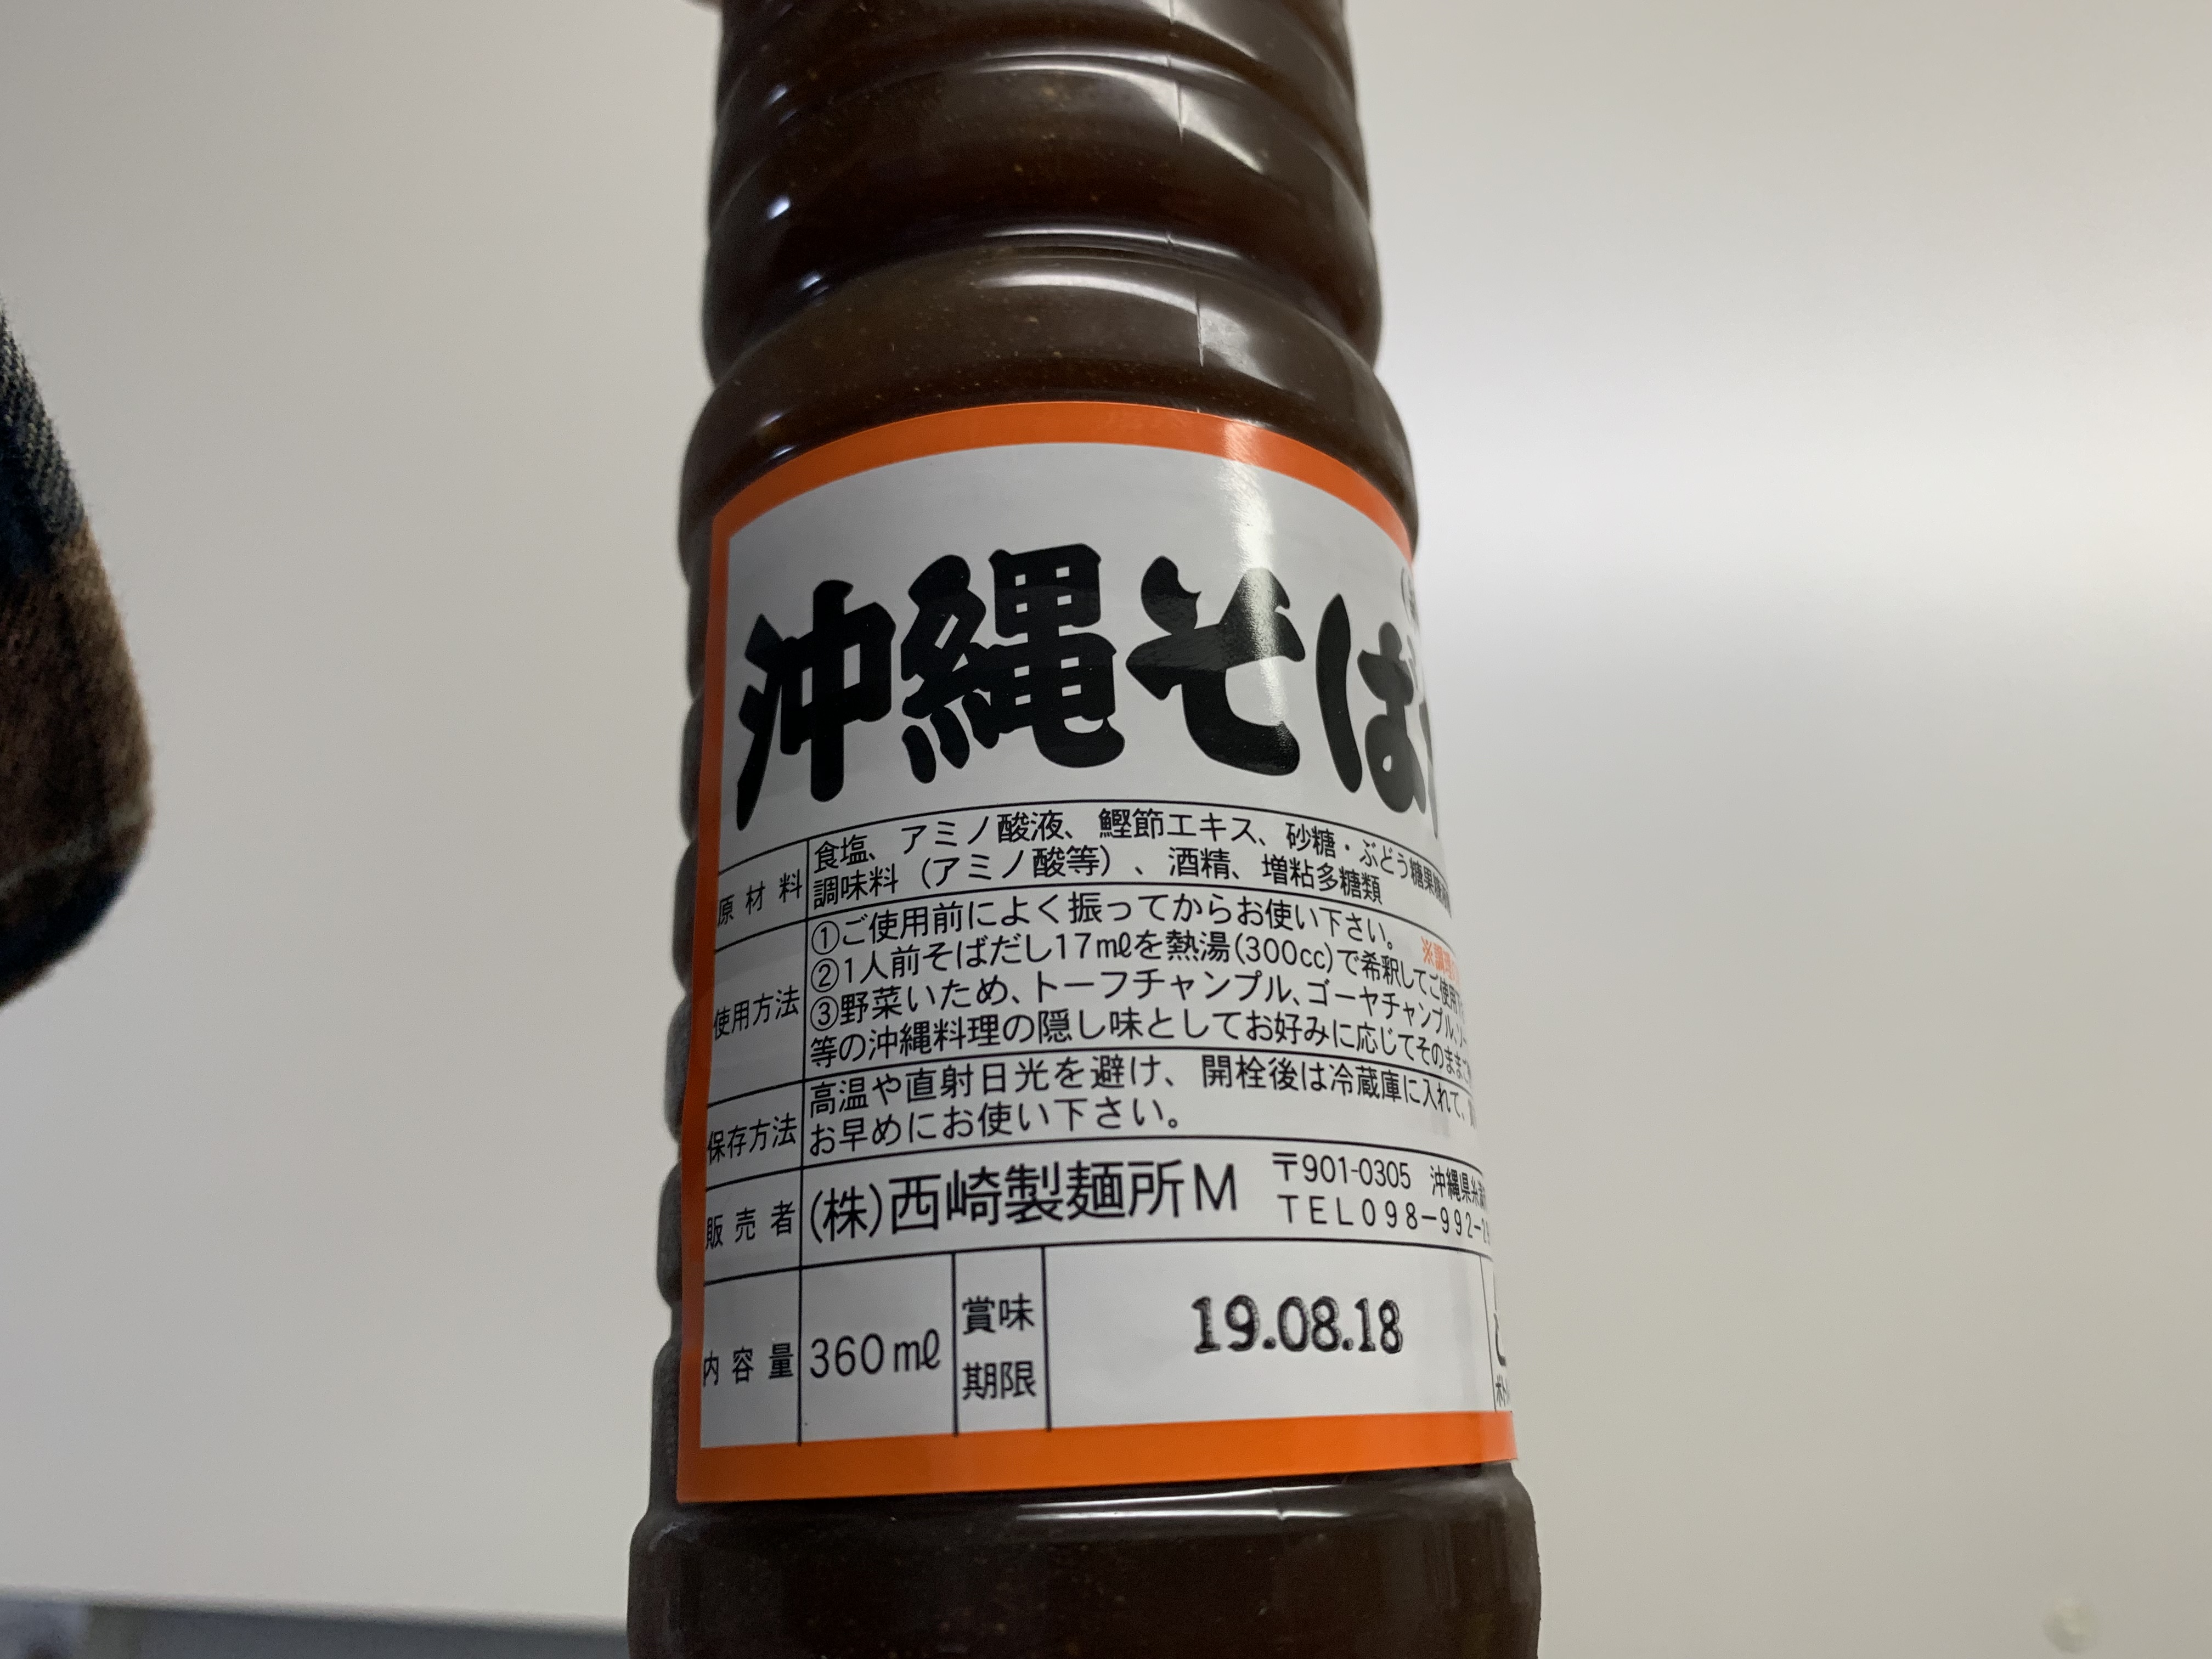 沖縄そば
原材料
食塩、アミノ酸液、鰹節エキス、砂糖・ぶどう糖果糖
調味料（アミノ酸等）、酒精、増粘多糖類
使用方法
①ご使用前によく振ってからお使い下さい。
②1人前そばだし17mlを熱湯(300cc)で希釈してご使用下
③野菜いため、トーフチャンプル、ゴーヤチャンプル、ソー
等の沖縄料理の隠し味としてお好みに応じてそのままご
保存方法
高温や直射日光を避け、開栓後は冷蔵庫に入れて、
お早めにお使い下さい。
販売者
(株)西崎製麺所M
〒901-0305 沖縄県糸満
TEL098-992-2
内容量
360ml
賞味
期限
19.08.18